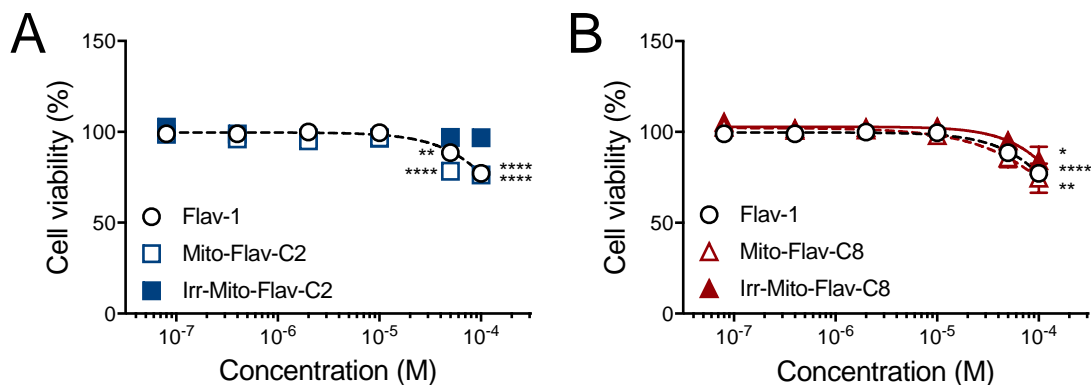 A
Cell viability (%)
150
100
50
0
**
****
****
****
Flav-1
Mito-Flav-C2
Irr-Mito-Flav-C2
10⁻⁷
10⁻⁶
10⁻⁵
10⁻⁴
Concentration (M)
B
Cell viability (%)
150
100
50
0
*
****
**
Flav-1
Mito-Flav-C8
Irr-Mito-Flav-C8
10⁻⁷
10⁻⁶
10⁻⁵
10⁻⁴
Concentration (M)